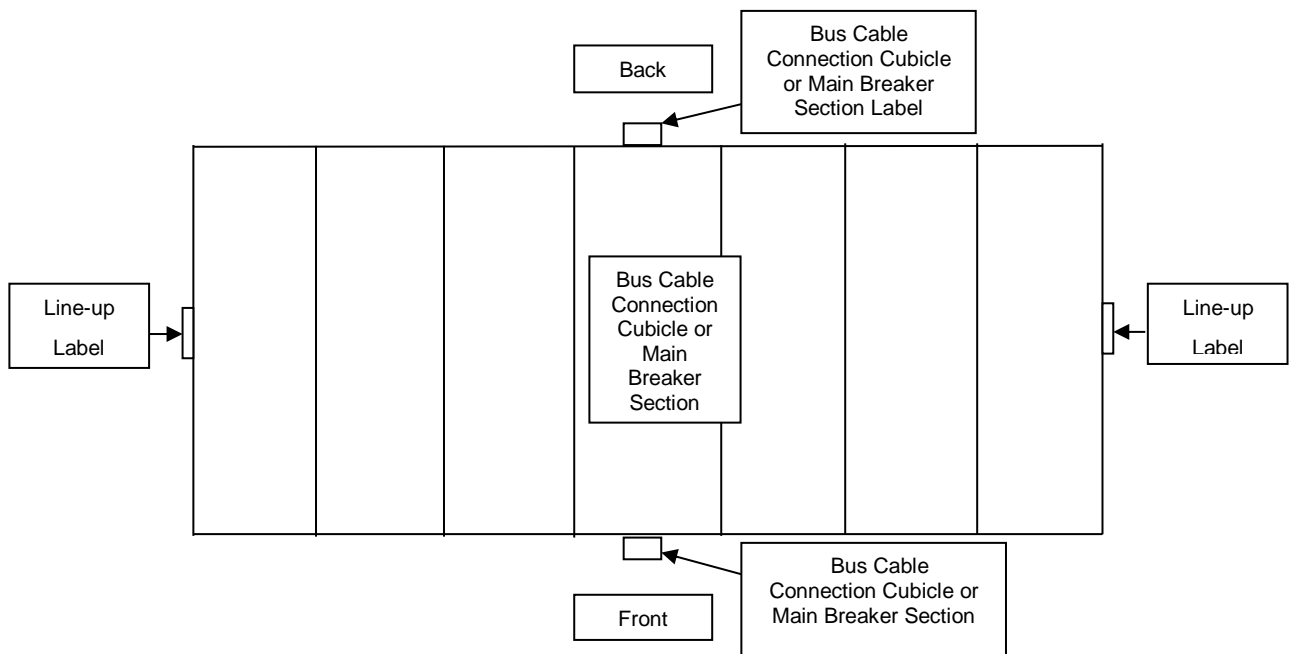 Back
Bus Cable
Connection Cubicle
or Main Breaker
Section Label
Line-up
Label
Bus Cable
Connection
Cubicle or
Main
Breaker
Section
Line-up
Label
Front
Bus Cable
Connection Cubicle or
Main Breaker Section